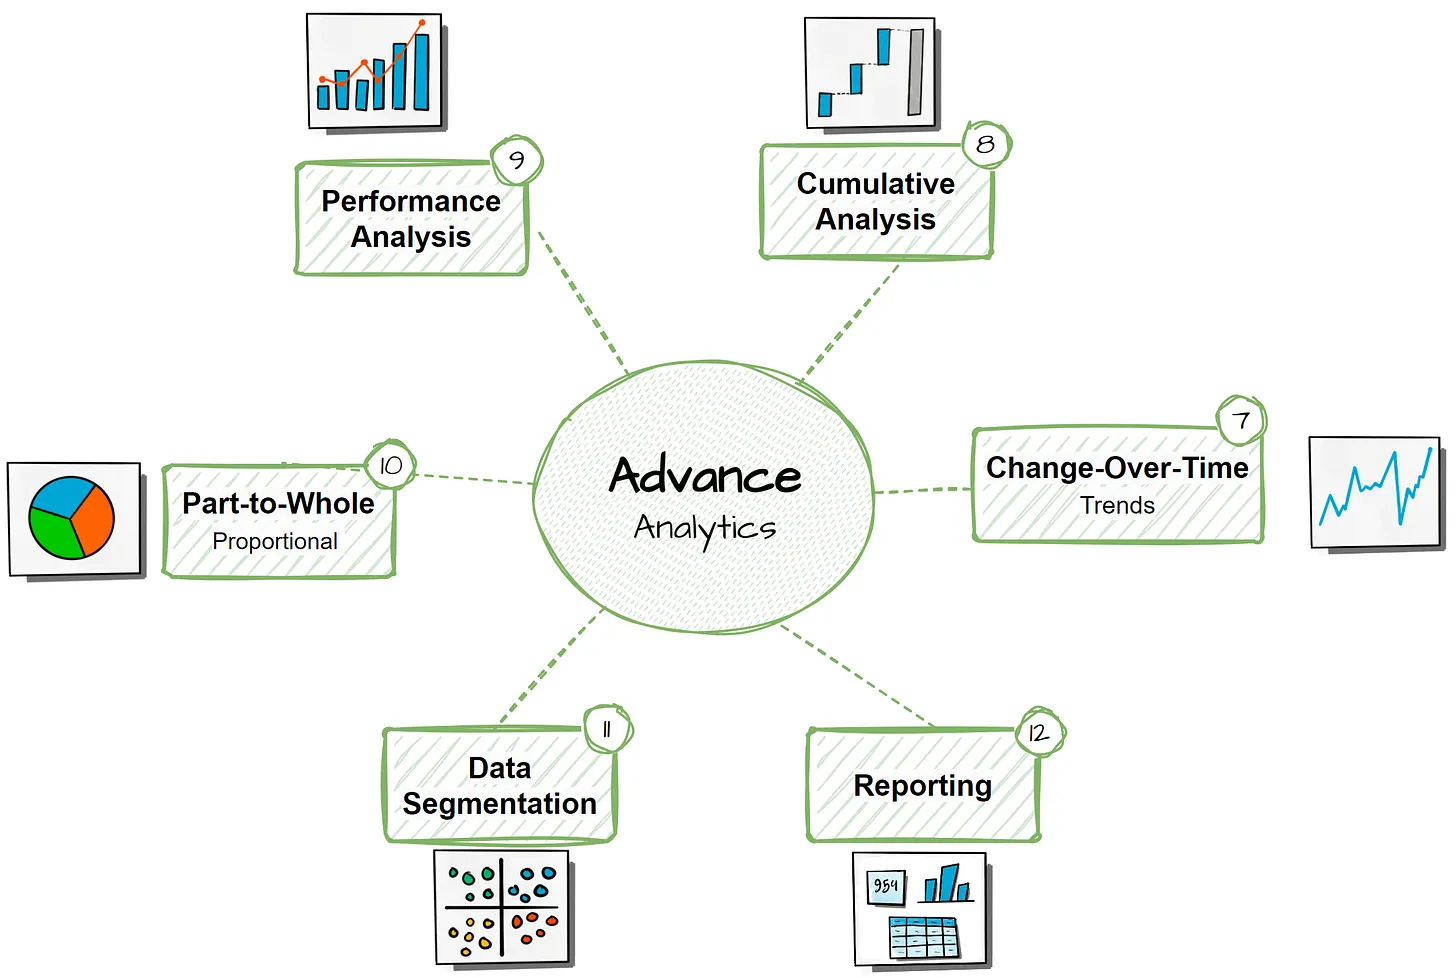 9
Performance
Analysis
8
Cumulative
Analysis
7
Change-Over-Time
Trends
Advance
Analytics
10
Part-to-Whole
Proportional
11
Data
Segmentation
12
Reporting
954